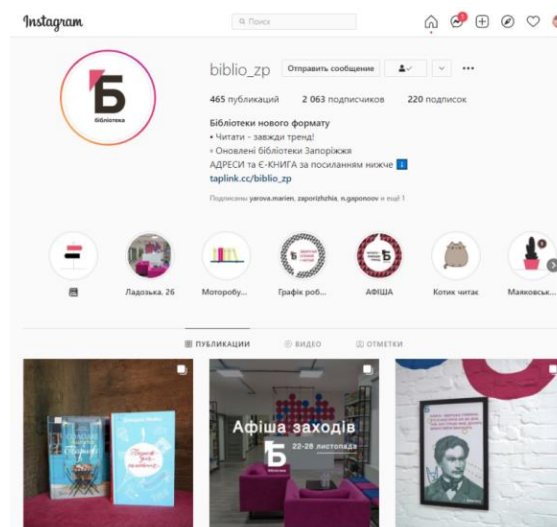 Instagram
Поиск
biblio_zp
Отправить сообщение
465 публикаций 2 063 подписчиков 220 подписок
Бібліотеки нового формату
▪ Читати - завжди тренд!
▫ Оновлені бібліотеки Запоріжжя
АДРЕСИ та Є-КНИГА за посиланням нижче
taplink.cc/biblio_zp
Подписаны yarova.marien, zaporizhzhia, n.gaponoov и ещё 1
Б
бібліотека
Ладозька, 26
Моторобу...
Графік роб...
АФІША
Котик читає
Маяковськ...
ПУБЛИКАЦИИ
ВИДЕО
ОТМЕТКИ
Афіша заходів
22-28 листопада
Б
бібліотека